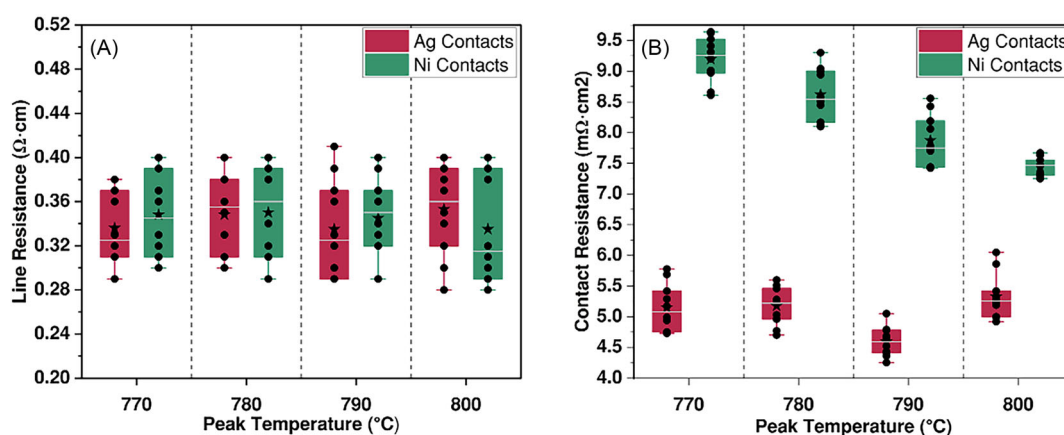 (A)
Ag Contacts
Ni Contacts
Line Resistance (Ω·cm)
0.52
0.48
0.44
0.40
0.36
0.32
0.28
0.24
0.20
770 780 790 800
Peak Temperature (°C)
(B)
Ag Contacts
Ni Contacts
Contact Resistance (mΩ·cm2)
9.5
9.0
8.5
8.0
7.5
7.0
6.5
6.0
5.5
5.0
4.5
4.0
770 780 790 800
Peak Temperature (°C)